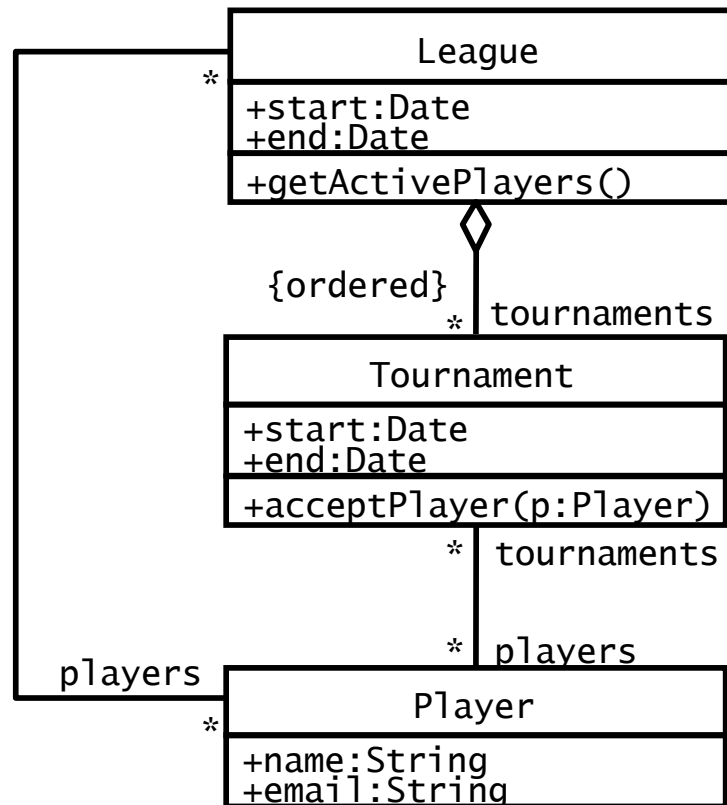 League
*
+start:Date
+end:Date
+getActivePlayers()
{ordered}
* tournaments
Tournament
+start:Date
+end:Date
+acceptPlayer(p:Player)
* tournaments
* players
players
*
Player
+name:String
+email:String